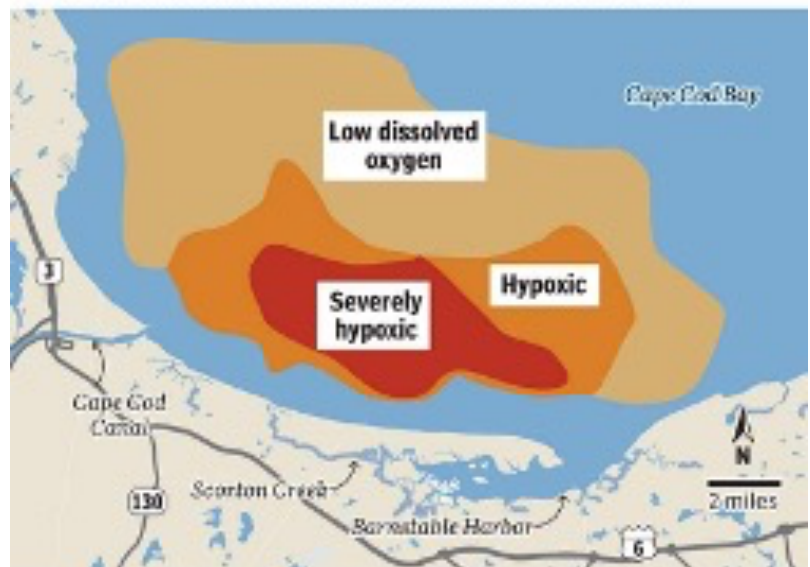 Cape Cod Bay
Low dissolved
oxygen
Hypoxic
3
Severely
hypoxic
Cape Cod
Canal
N
2 miles
Scorton Creek
130
Barnstable Harbor
6